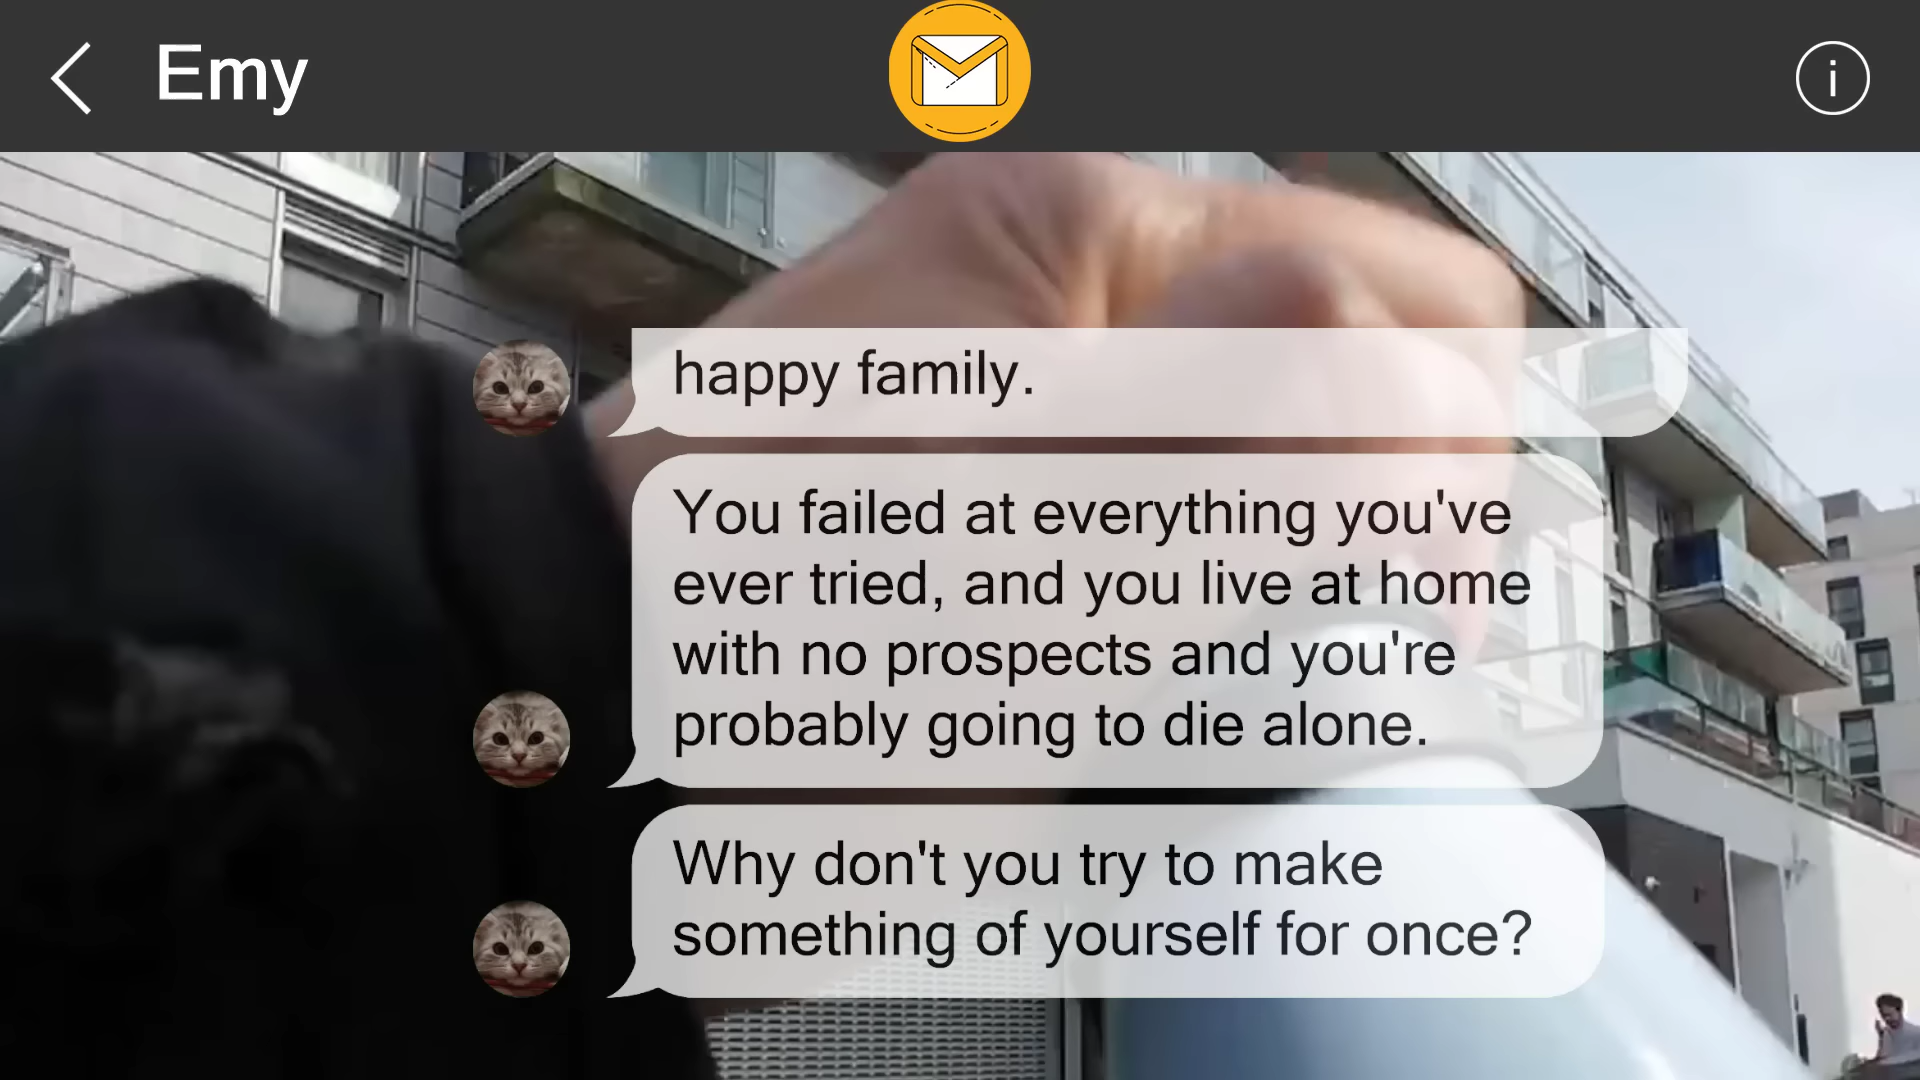 Emy
happy family.
You failed at everything you've
ever tried, and you live at home
with no prospects and you're
probably going to die alone.
Why don't you try to make
something of yourself for once?